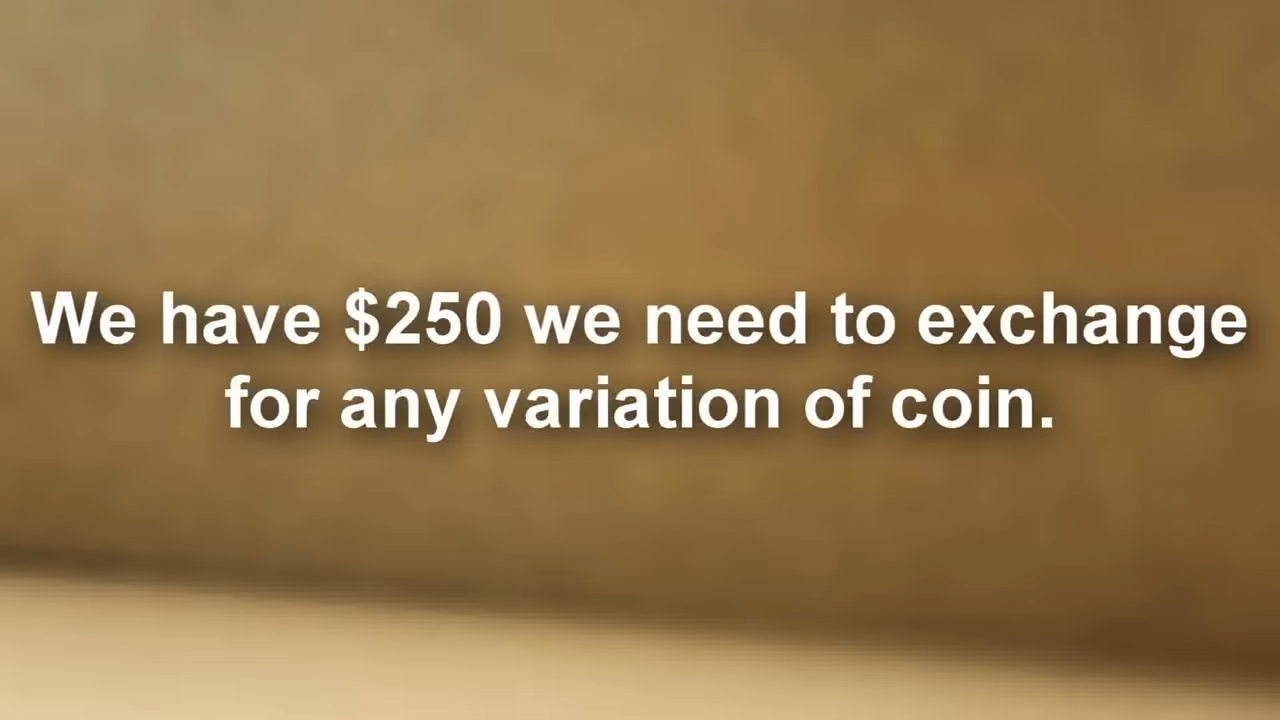 We have $250 we need to exchange
for any variation of coin.